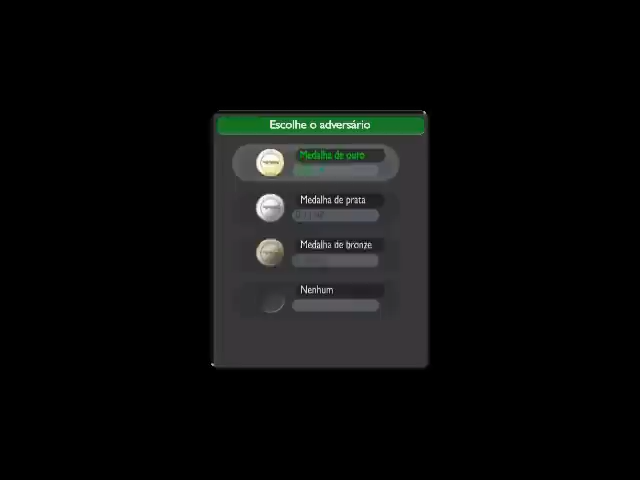 Escolhe o adversário
Medalha de ouro
Medalha de prata
Medalha de bronze
Nenhum